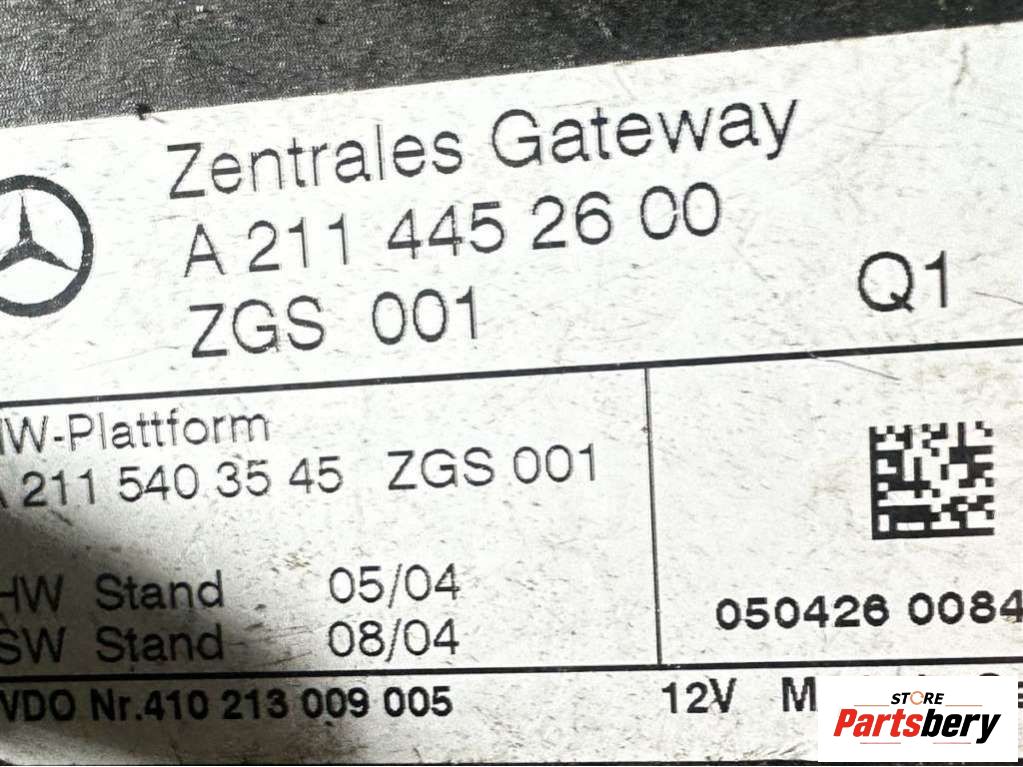 Zentrales Gateway
A 211 445 26 00
ZGS 001
Q1
HW-Plattform
A 211 540 35 45 ZGS 001
HW Stand 05/04
SW Stand 08/04
050426 0084
VDO Nr.410 213 009 005
12V
STORE
Partsbery